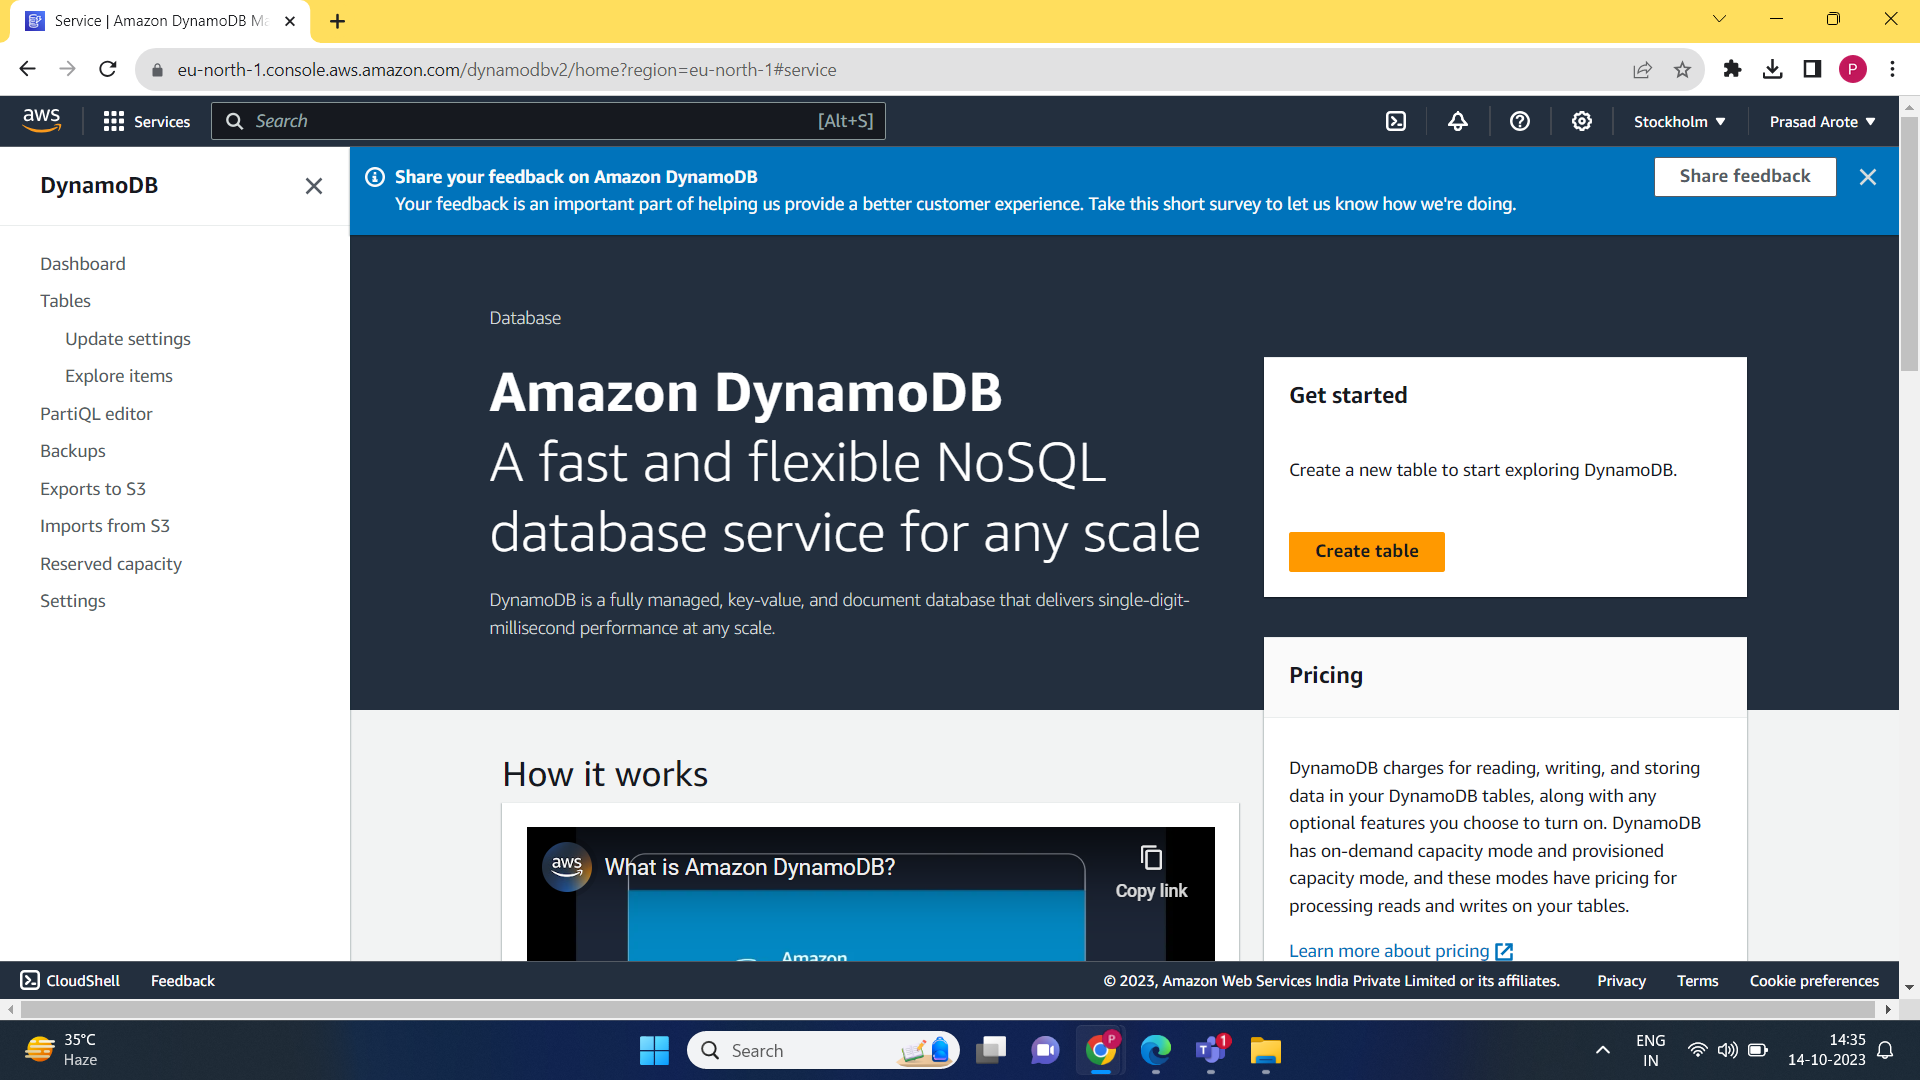 Service | Amazon DynamoDB Ma
eu-north-1.console.aws.amazon.com/dynamodbv2/home?region=eu-north-1#service
P
aws
Services
Search
[Alt+S]
Stockholm
Prasad Arote
DynamoDB
Dashboard
Tables
Update settings
Explore items
PartiQL editor
Backups
Exports to S3
Imports from S3
Reserved capacity
Settings
Share your feedback on Amazon DynamoDB
Your feedback is an important part of helping us provide a better customer experience. Take this short survey to let us know how we're doing.
Share feedback
Database
Amazon DynamoDB
A fast and flexible NoSQL
database service for any scale
DynamoDB is a fully managed, key-value, and document database that delivers single-digit-
millisecond performance at any scale.
Get started
Create a new table to start exploring DynamoDB.
Create table
Pricing
DynamoDB charges for reading, writing, and storing
data in your DynamoDB tables, along with any
optional features you choose to turn on. DynamoDB
has on-demand capacity mode and provisioned
capacity mode, and these modes have pricing for
processing reads and writes on your tables.
Learn more about pricing
How it works
aws
What is Amazon DynamoDB?
Copy link
Amazon
CloudShell
Feedback
© 2023, Amazon Web Services India Private Limited or its affiliates.
Privacy
Terms
Cookie preferences
35°C
Haze
Search
P
1
ENG
IN
14:35
14-10-2023